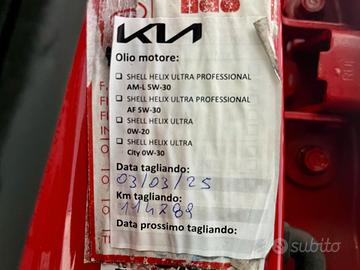 KIA
Olio motore:
☐ SHELL HELIX ULTRA PROFESSIONAL
AM-L 5W-30
☐ SHELL HELIX ULTRA PROFESSIONAL
AF 5W-30
☐ SHELL HELIX ULTRA
0W-20
☐ SHELL HELIX ULTRA
City 0W-30
Data tagliando:
03/03/25
Km tagliando:
114789
Data prossimo tagliando:
subito